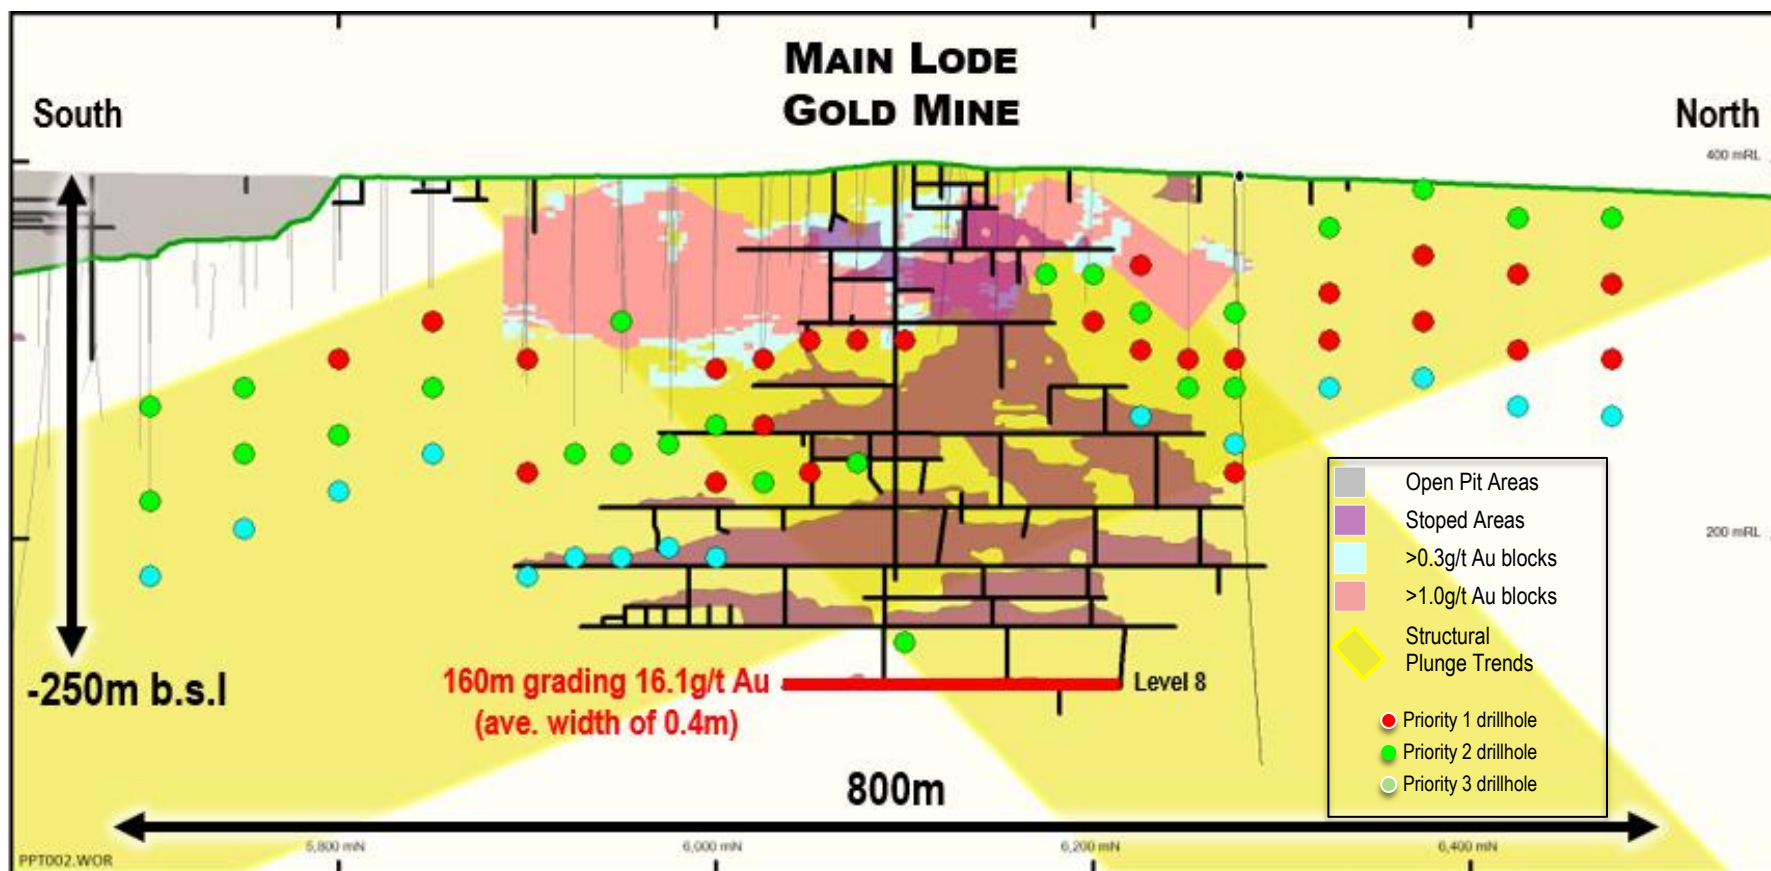 MAIN LODE
GOLD MINE
South
North
400 mRL
200 mRL
Open Pit Areas
Stoped Areas
>0.3g/t Au blocks
>1.0g/t Au blocks
Structural
Plunge Trends
Priority 1 drillhole
Priority 2 drillhole
Priority 3 drillhole
-250m b.s.l
160m grading 16.1g/t Au
(ave. width of 0.4m)
Level 8
800m
5,800 mN
6,000 mN
6,200 mN
6,400 mN
PPT002.WOR